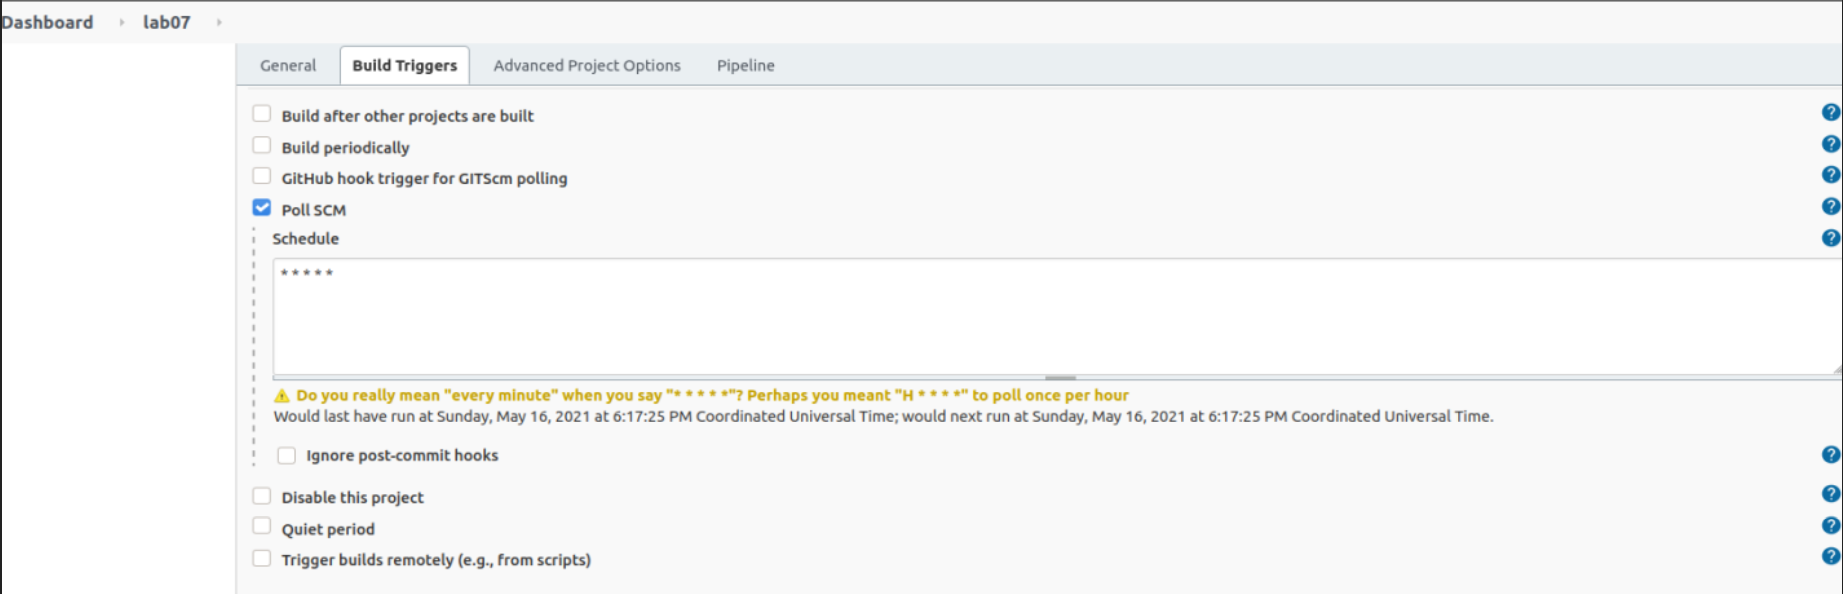 Dashboard lab07
General Build Triggers Advanced Project Options Pipeline
Build after other projects are built ?
Build periodically ?
GitHub hook trigger for GITScm polling ?
Poll SCM ?
Schedule ?
* * * * *
Do you really mean "every minute" when you say "* * * * *"? Perhaps you meant "H * * * *" to poll once per hour
Would last have run at Sunday, May 16, 2021 at 6:17:25 PM Coordinated Universal Time; would next run at Sunday, May 16, 2021 at 6:17:25 PM Coordinated Universal Time.
Ignore post-commit hooks ?
Disable this project ?
Quiet period ?
Trigger builds remotely (e.g., from scripts) ?